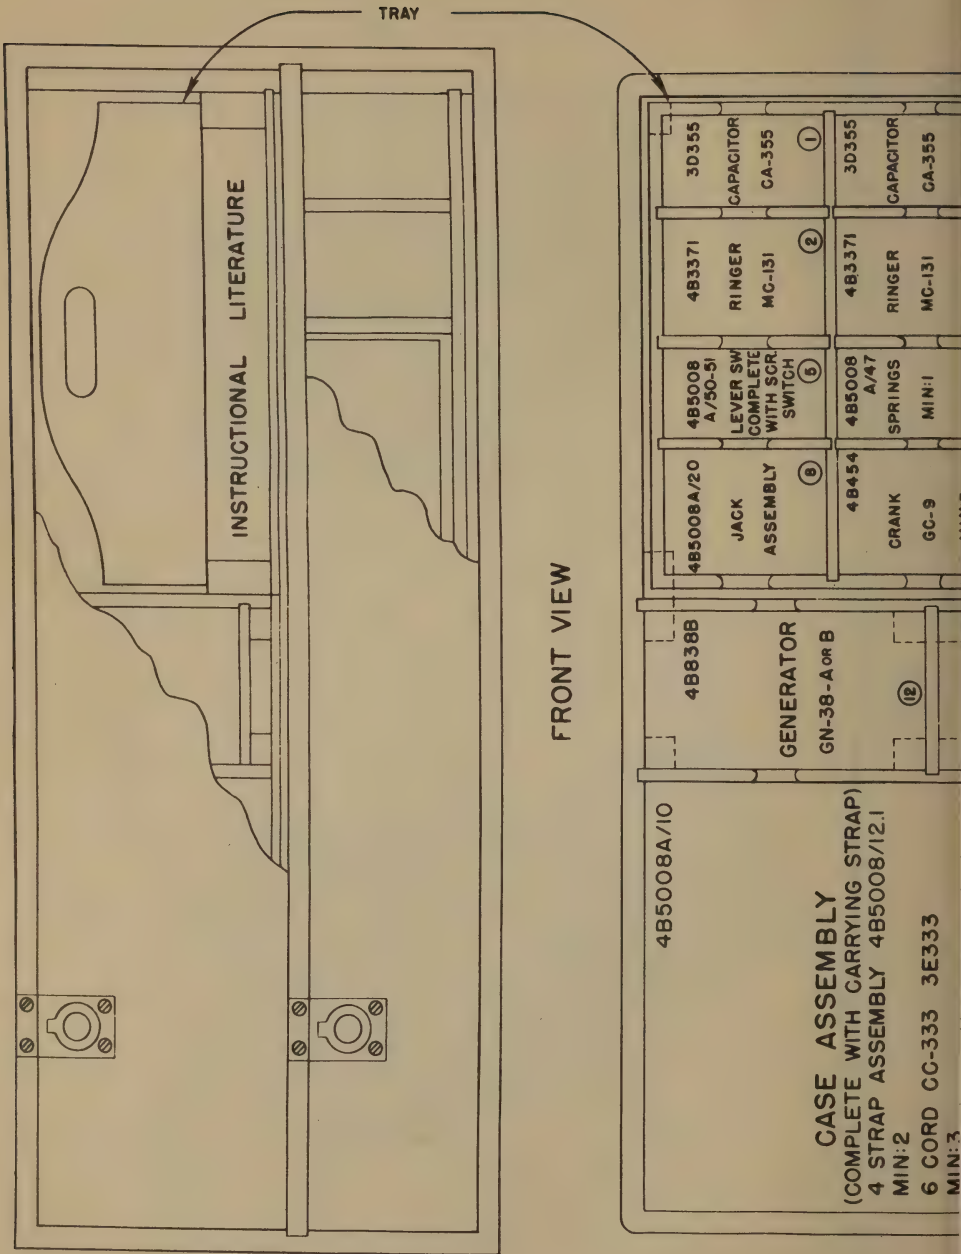 TRAY
INSTRUCTIONAL LITERATURE
FRONT VIEW
3D355
CAPACITOR
CA-355
1
3D355
CAPACITOR
CA-355
4B3371
RINGER
MC-131
2
4B3371
RINGER
MC-131
4B5008
A/50-51
LEVER SW
COMPLETE
WITH SCR.
SWITCH
5
4B5008
A/47
SPRINGS
MIN:1
4B5008A/20
JACK
ASSEMBLY
8
4B454
CRANK
GC-9
4B838B
GENERATOR
GN-38-A OR B
12
4B5008A/10
CASE ASSEMBLY
(COMPLETE WITH CARRYING STRAP)
4 STRAP ASSEMBLY 4B5008/12.1
MIN:2
6 CORD CC-333 3E333
MIN:3